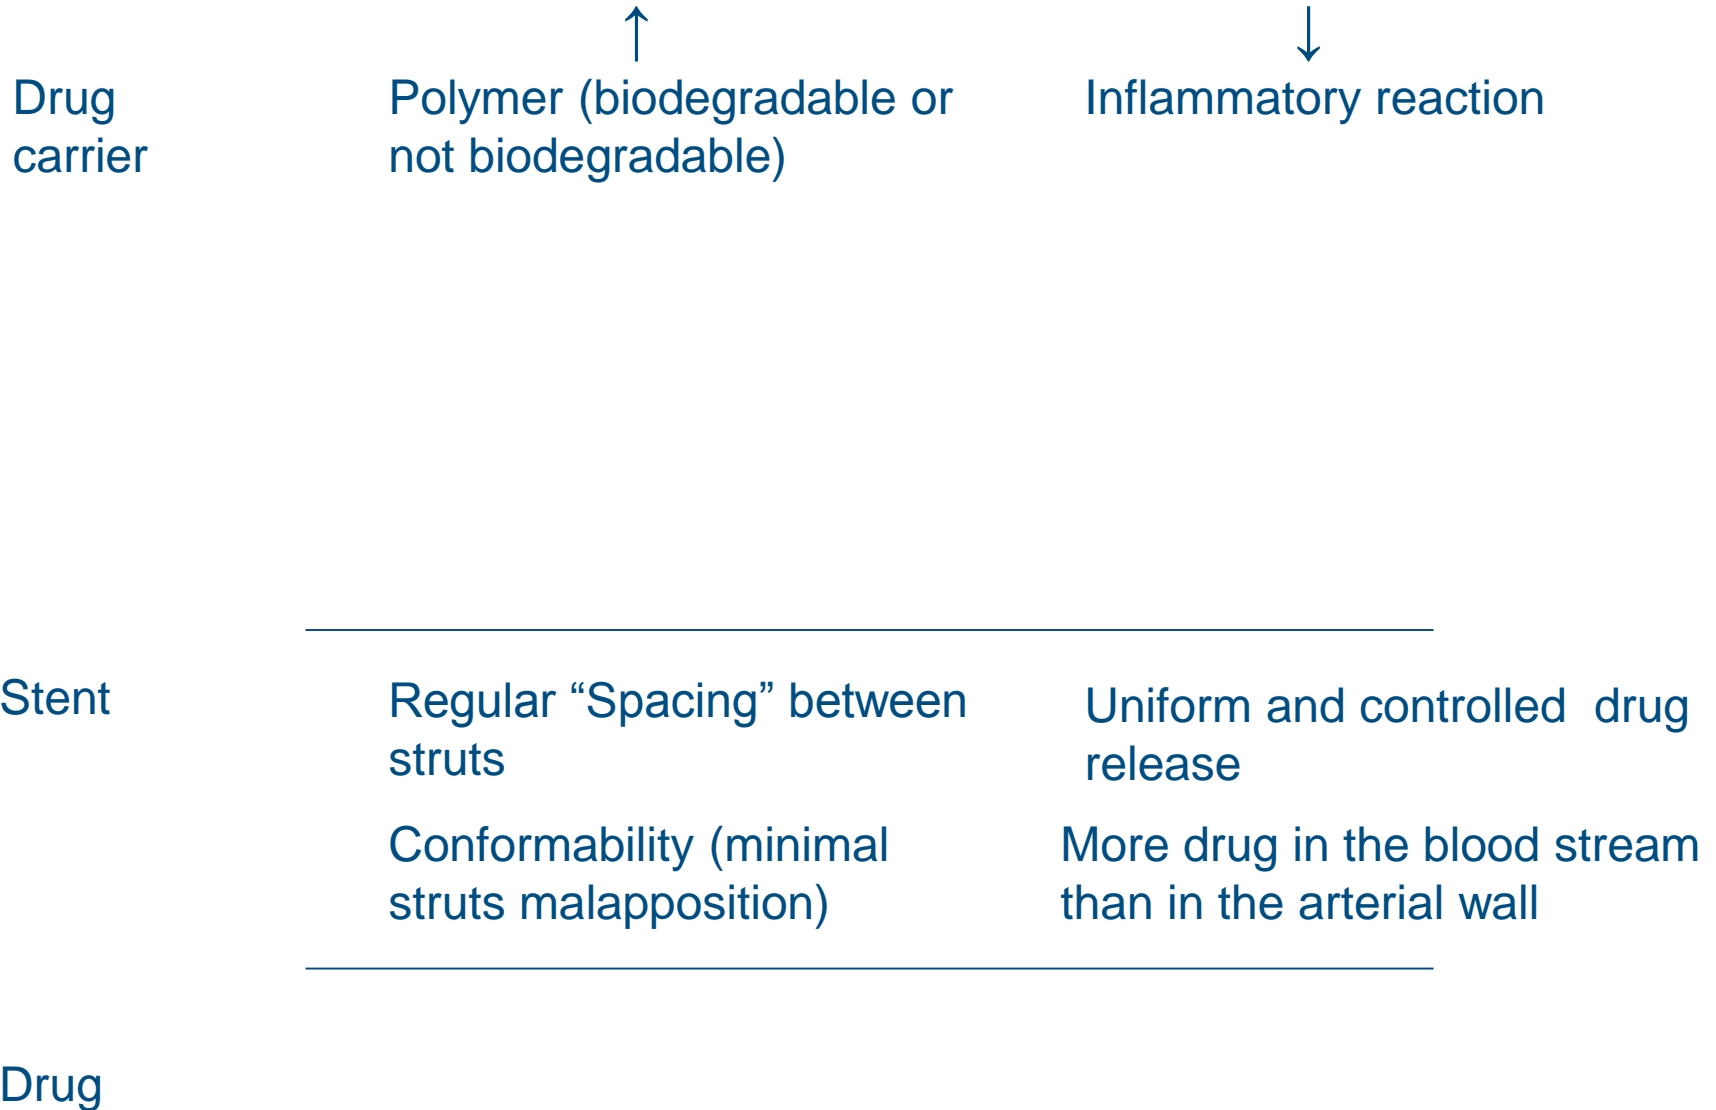 ↑ ↓
Drug Polymer (biodegradable or Inflammatory reaction
carrier not biodegradable)
Stent Regular “Spacing” between Uniform and controlled drug
struts release
Conformability (minimal More drug in the blood stream
struts malapposition) than in the arterial wall
Drug